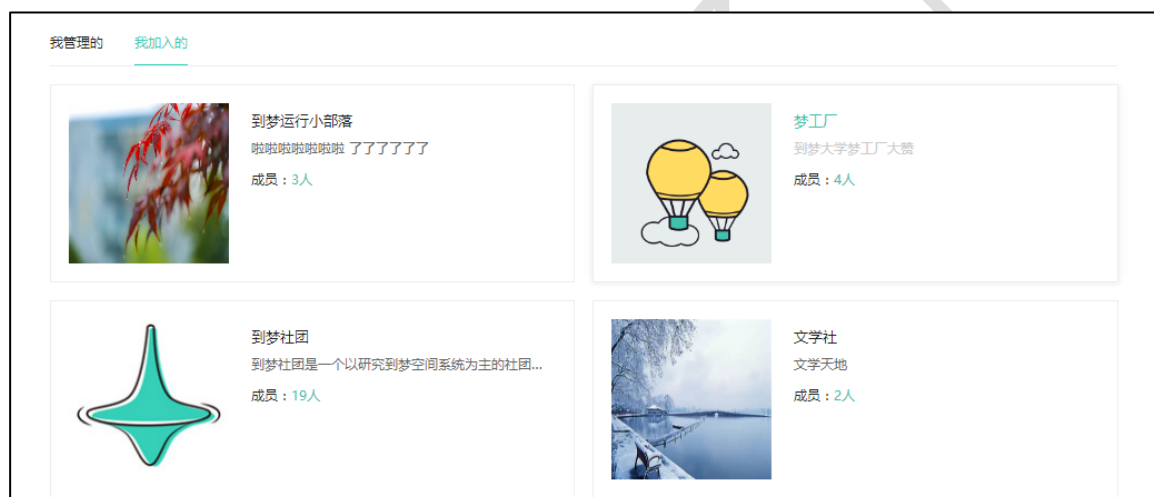 我管理的 我加入的
到梦运行小部落
啦啦啦啦啦啦啦 了了了了了了
成员：3人
梦工厂
到梦大学梦工厂大赞
成员：4人
到梦社团
到梦社团是一个以研究到梦空间系统为主的社团...
成员：19人
文学社
文学天地
成员：2人